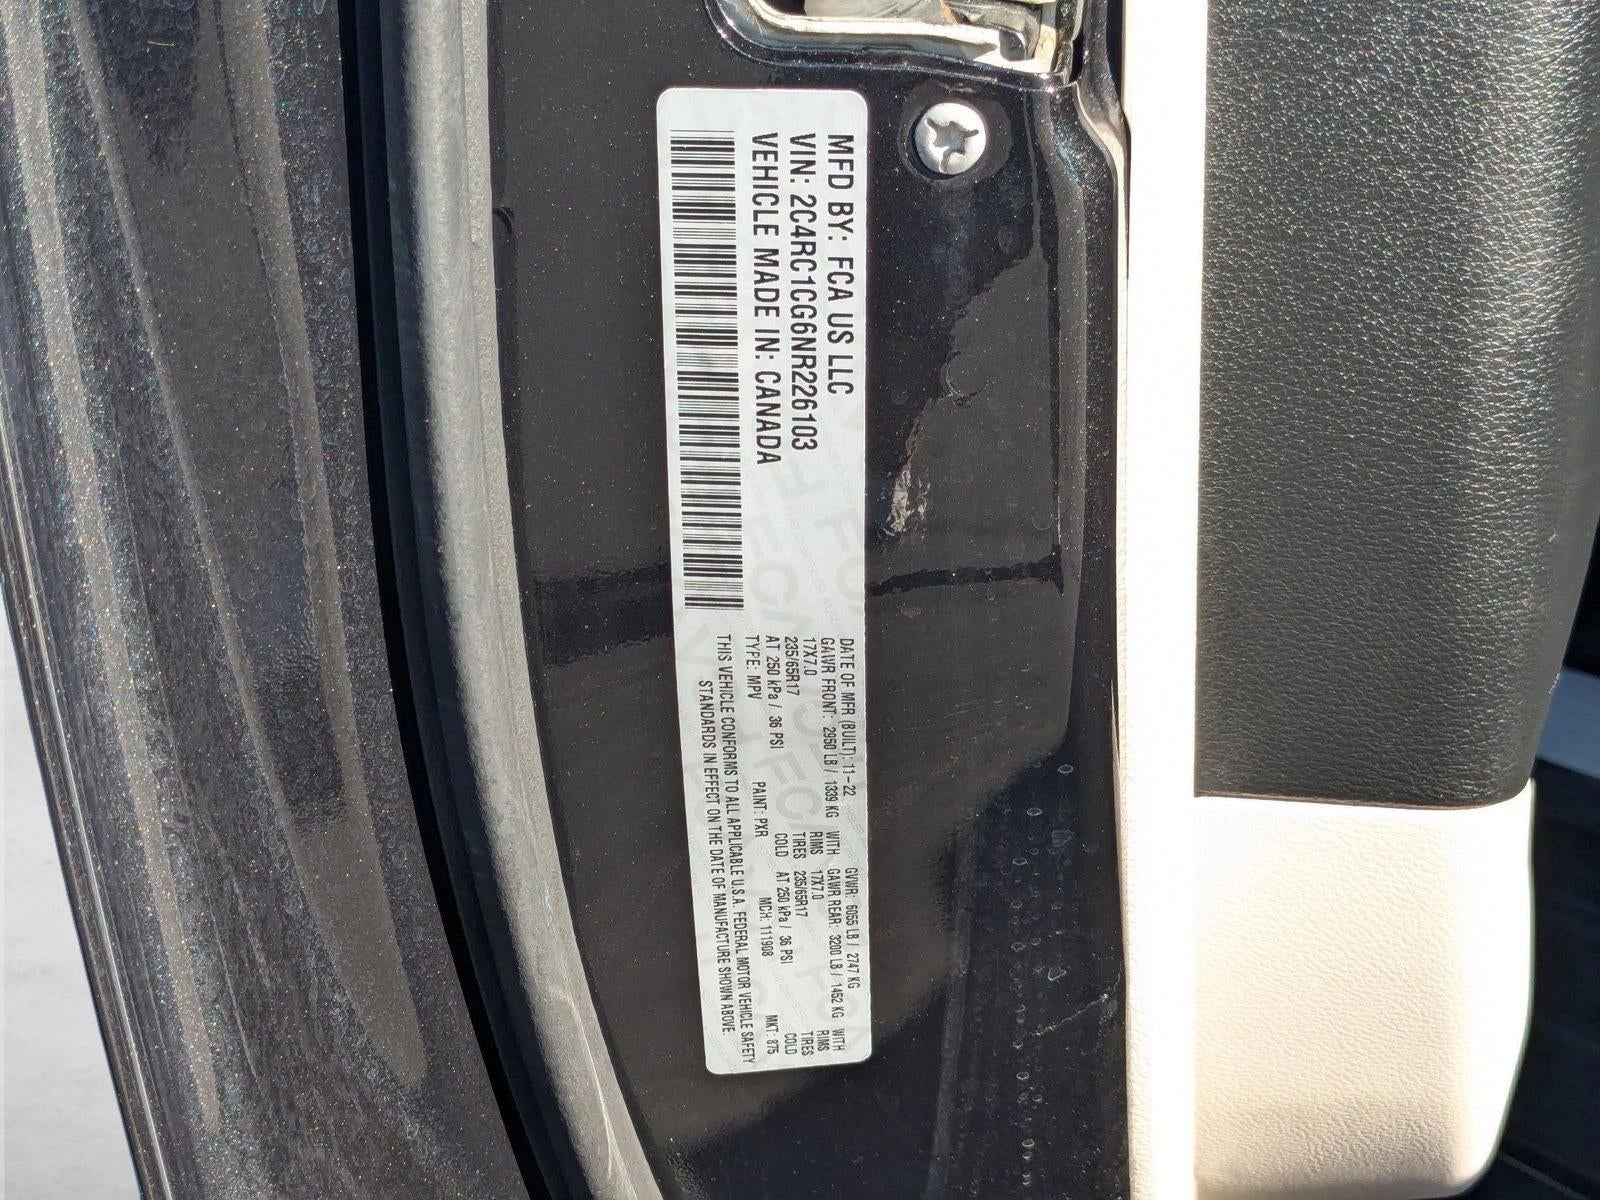 MFD BY: FCA US LLC
VIN: 2C4RC1CG6NR226103
VEHICLE MADE IN: CANADA
DATE OF MFR (BUILT): 11-22 GVWR: 6055 LB / 2747 KG
GAWR FRONT: 2950 LB / 1339 KG WITH GAWR REAR: 3200 LB / 1452 KG WITH
17X7.0 RIMS 17X7.0 RIMS
235/65R17 TIRES 235/65R17 TIRES
AT 250 kPa / 36 PSI COLD AT 250 kPa / 36 PSI COLD
TYPE: MPV PAINT: PXR MCH: 111908 MKT: 875
THIS VEHICLE CONFORMS TO ALL APPLICABLE U.S.A. FEDERAL MOTOR VEHICLE SAFETY
STANDARDS IN EFFECT ON THE DATE OF MANUFACTURE SHOWN ABOVE.